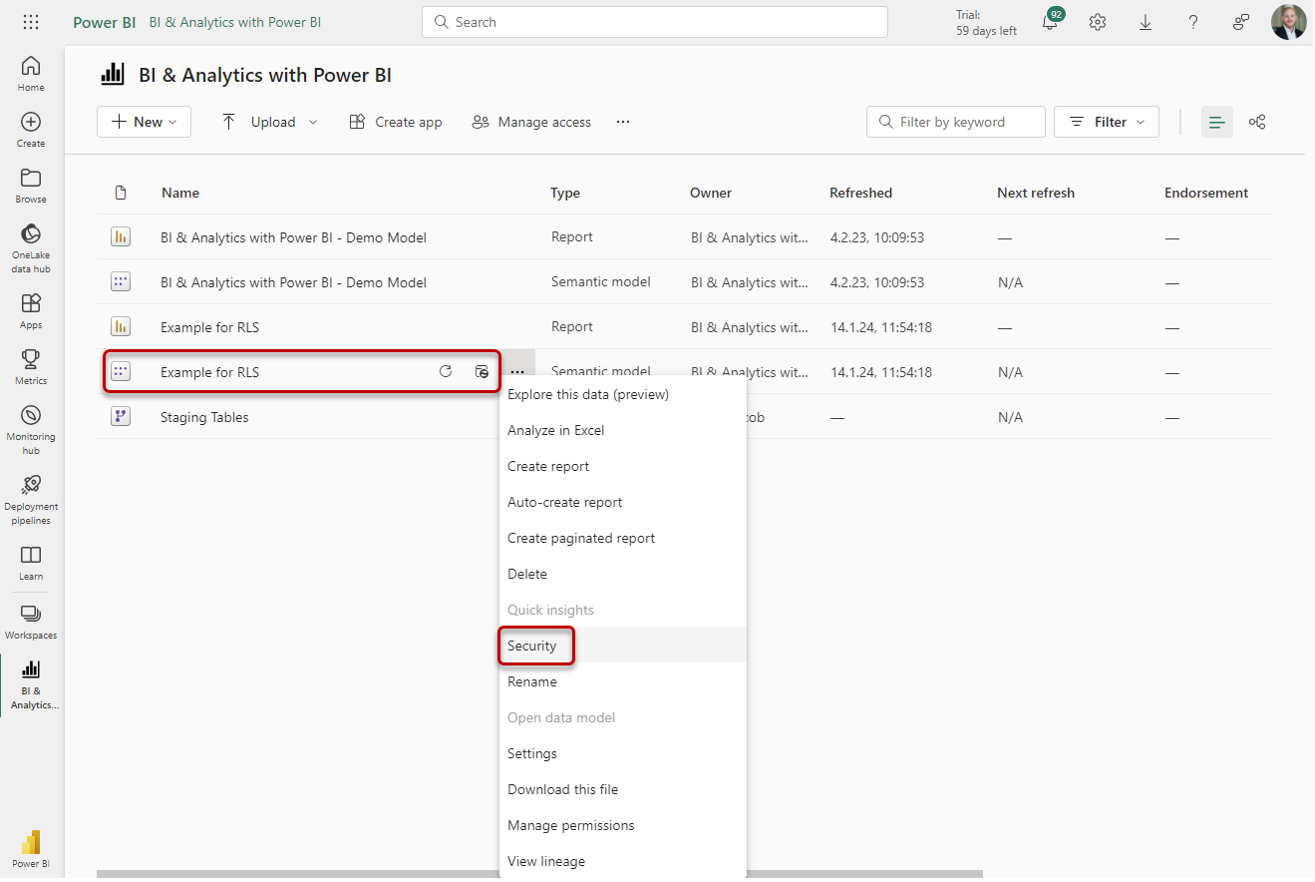 Power BI BI & Analytics with Power BI
Search
Trial:
59 days left
92
Home
Create
Browse
OneLake
data hub
Apps
Metrics
Monitoring
hub
Deployment
pipelines
Learn
Workspaces
BI &
Analytics...
Power BI
BI & Analytics with Power BI
New Upload Create app Manage access ... Filter by keyword Filter
Name Type Owner Refreshed Next refresh Endorsement
BI & Analytics with Power BI - Demo Model Report BI & Analytics wit... 4.2.23, 10:09:53 — —
BI & Analytics with Power BI - Demo Model Semantic model BI & Analytics wit... 4.2.23, 10:09:53 N/A —
Example for RLS Report BI & Analytics wit... 14.1.24, 11:54:18 — —
Example for RLS ... Semantic model BI & Analytics wit... 14.1.24, 11:54:18 N/A —
Staging Tables — N/A —
Explore this data (preview)
Analyze in Excel
Create report
Auto-create report
Create paginated report
Delete
Quick insights
Security
Rename
Open data model
Settings
Download this file
Manage permissions
View lineage